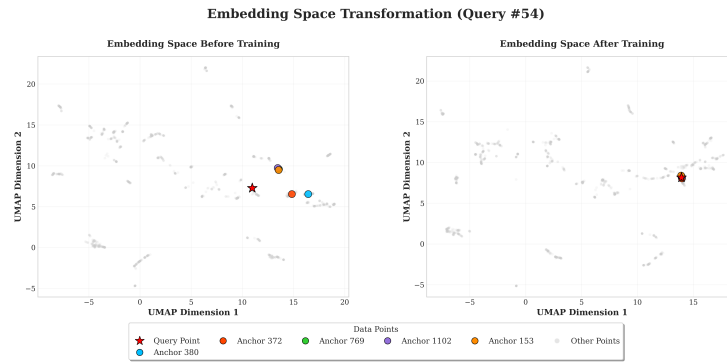 Embedding Space Transformation (Query #54)
Embedding Space Before Training
Embedding Space After Training
UMAP Dimension 2
20
15
10
5
0
−5
−5
0
5
10
15
20
UMAP Dimension 1
UMAP Dimension 2
20
15
10
5
0
−5
−5
0
5
10
15
UMAP Dimension 1
Data Points
Query Point Anchor 372 Anchor 769 Anchor 1102 Anchor 153 Other Points
Anchor 380